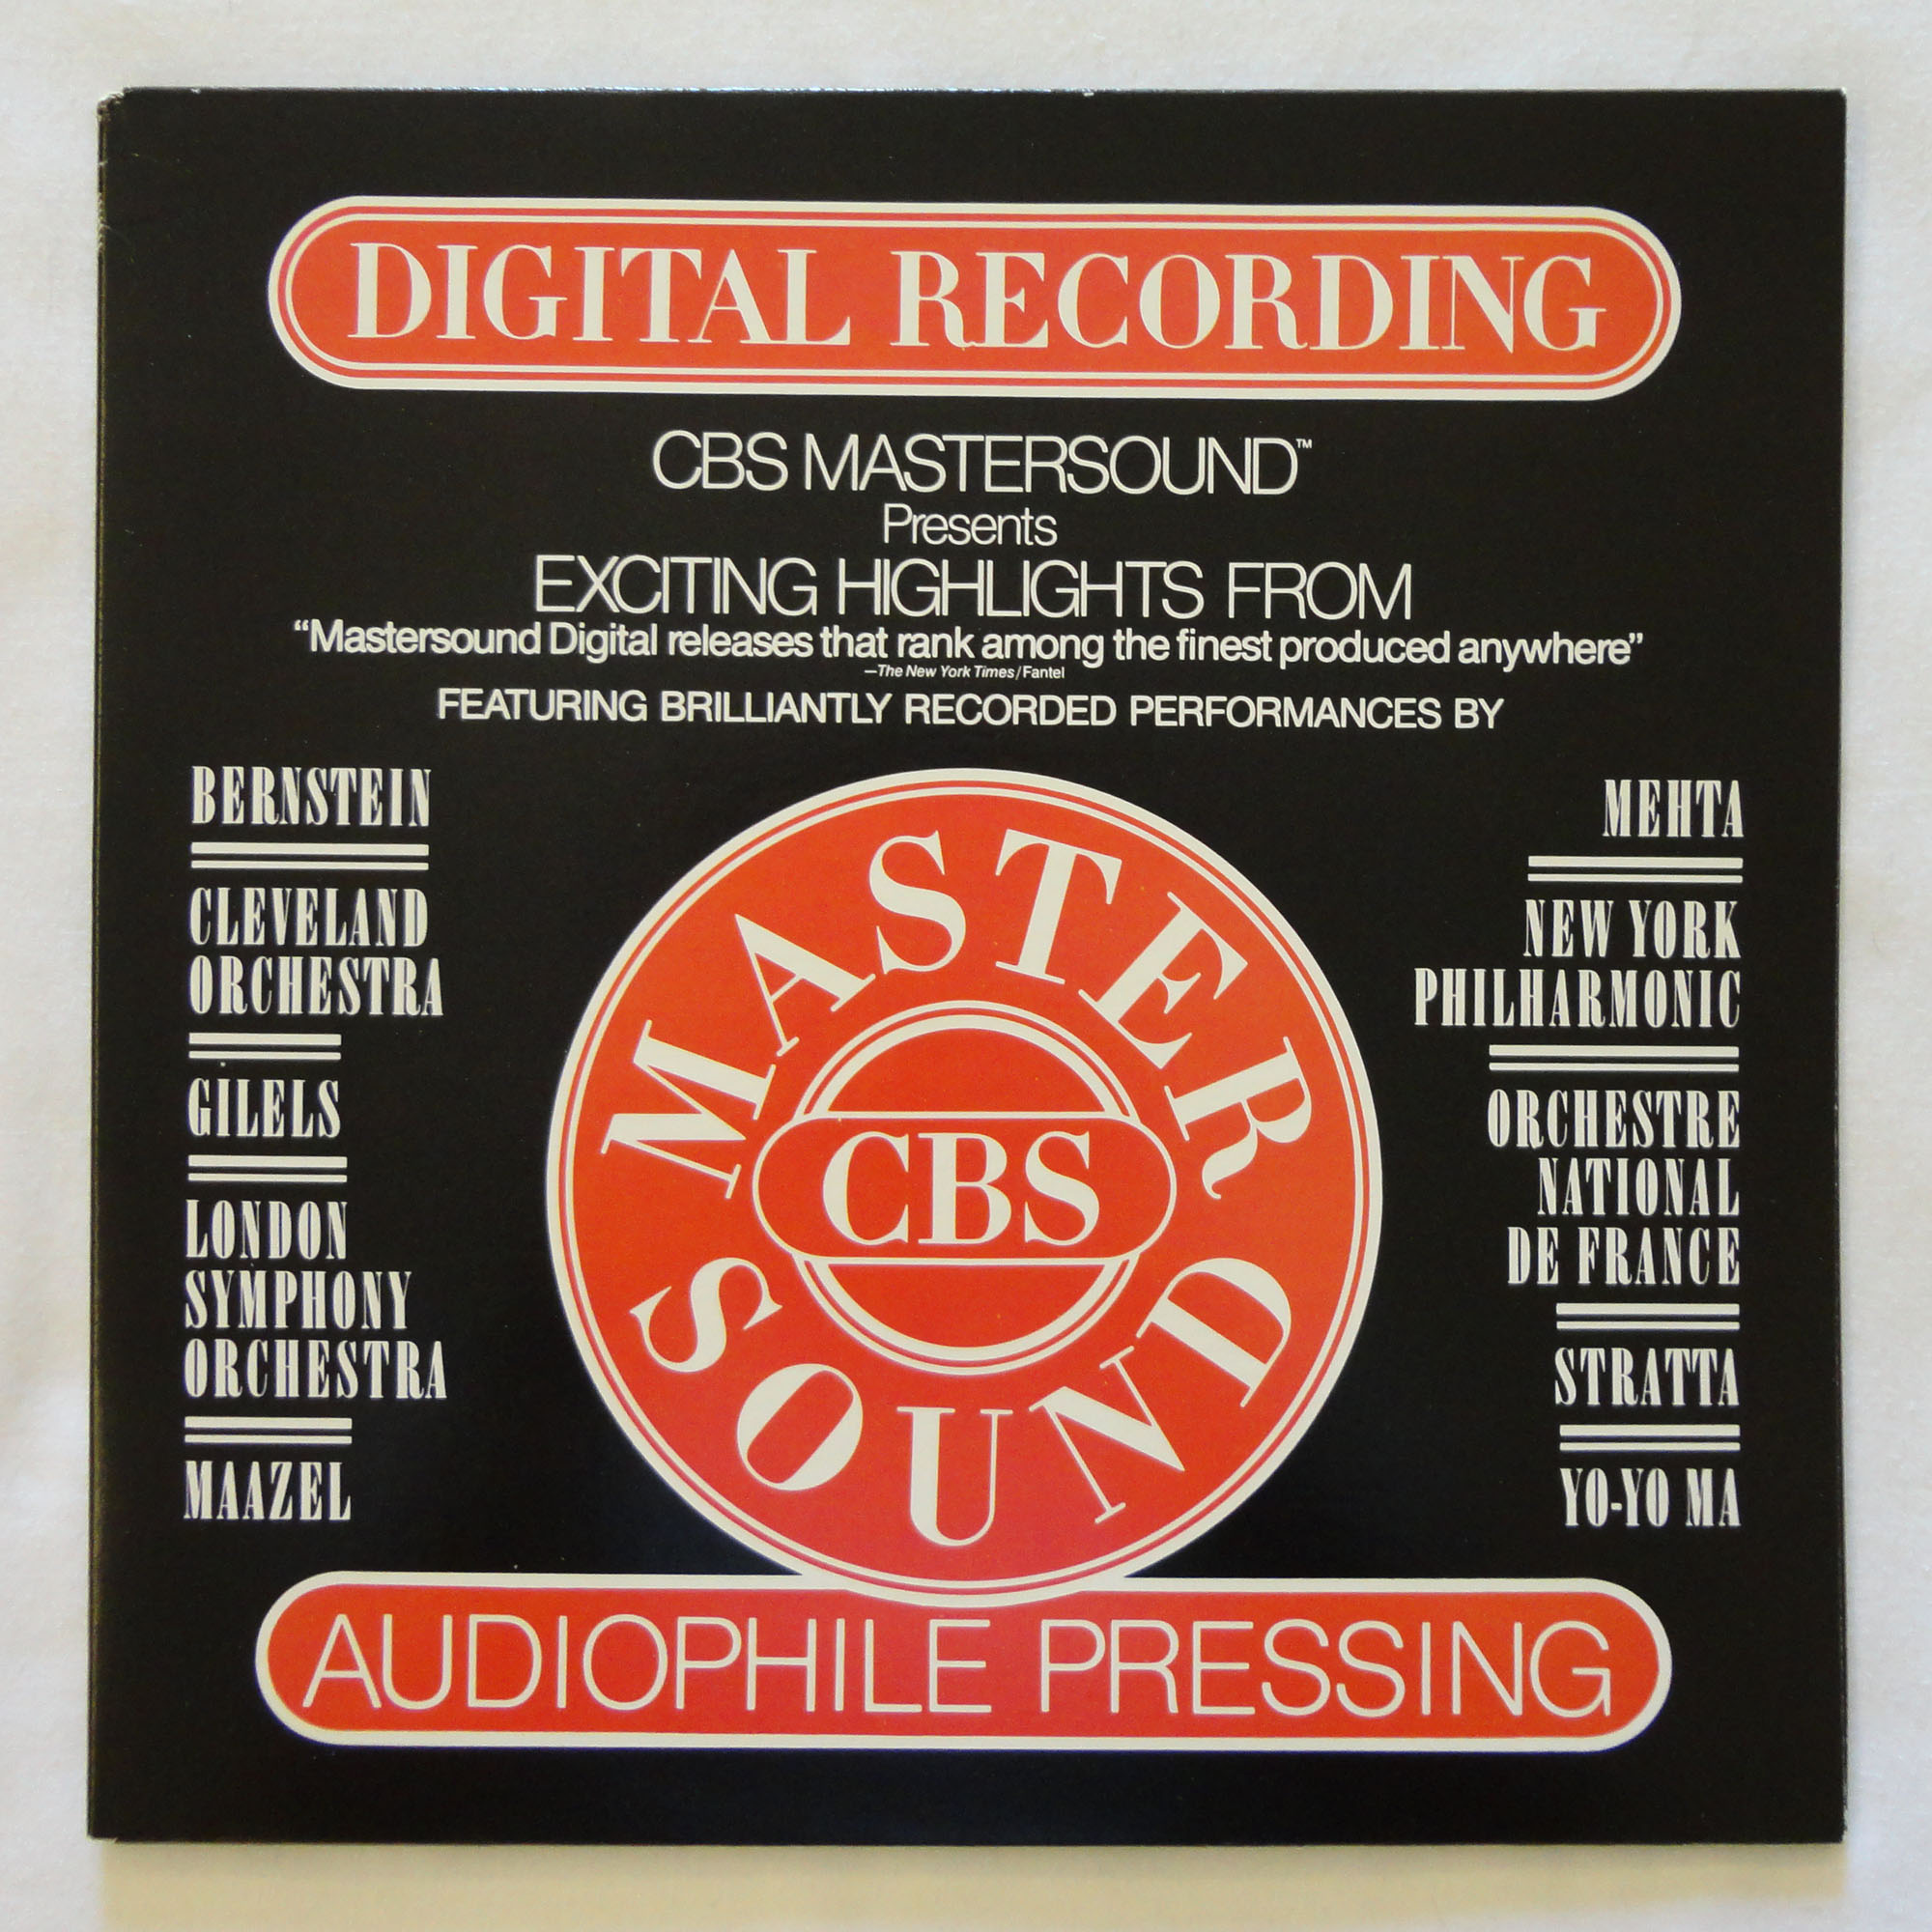 DIGITAL RECORDING
CBS MASTERSOUND™
Presents
EXCITING HIGHLIGHTS FROM
“Mastersound Digital releases that rank among the finest produced anywhere”
—The New York Times/Fantel
FEATURING BRILLIANTLY RECORDED PERFORMANCES BY
BERNSTEIN
CLEVELAND
ORCHESTRA
GILELS
LONDON
SYMPHONY
ORCHESTRA
MAAZEL
MASTER
CBS
SOUND
MEHTA
NEW YORK
PHILHARMONIC
ORCHESTRE
NATIONAL
DE FRANCE
STRATTA
YO-YO MA
AUDIOPHILE PRESSING